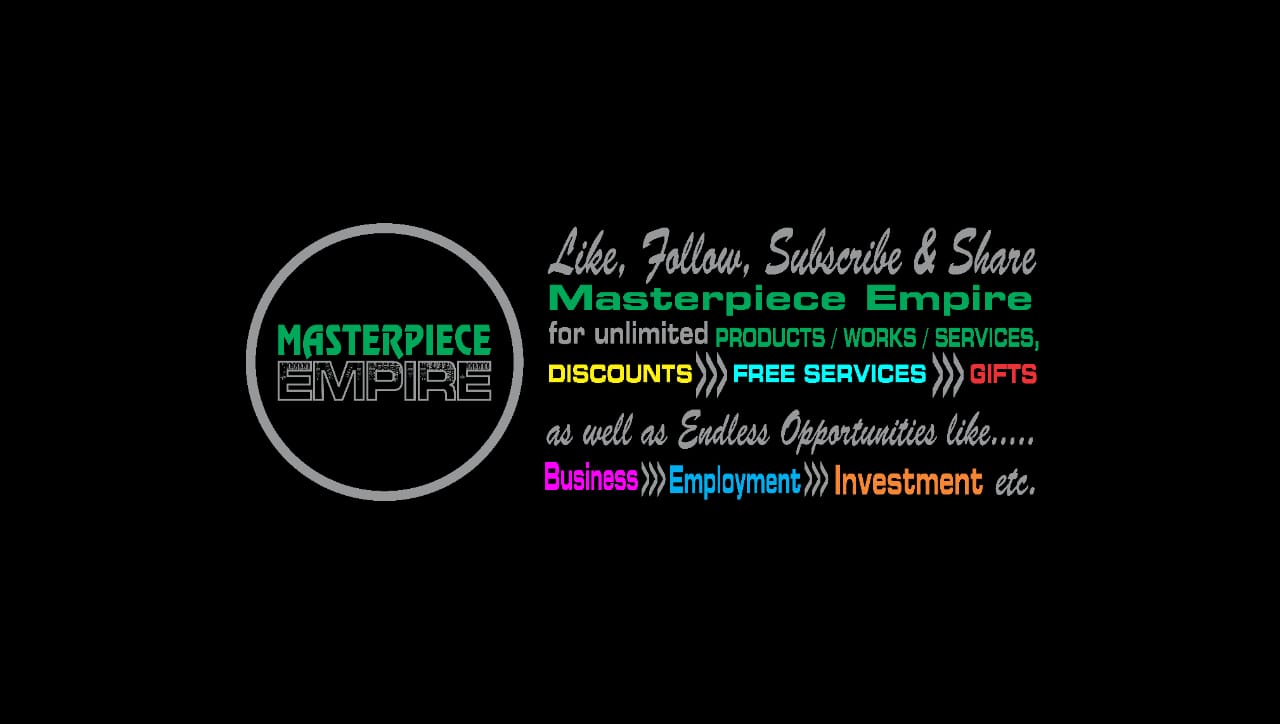 MASTERPIECE
EMPIRE
Like, Follow, Subscribe & Share
Masterpiece Empire
for unlimited PRODUCTS / WORKS / SERVICES,
DISCOUNTS》》FREE SERVICES》》GIFTS
as well as Endless Opportunities like.....
Business》》Employment》》Investment etc.